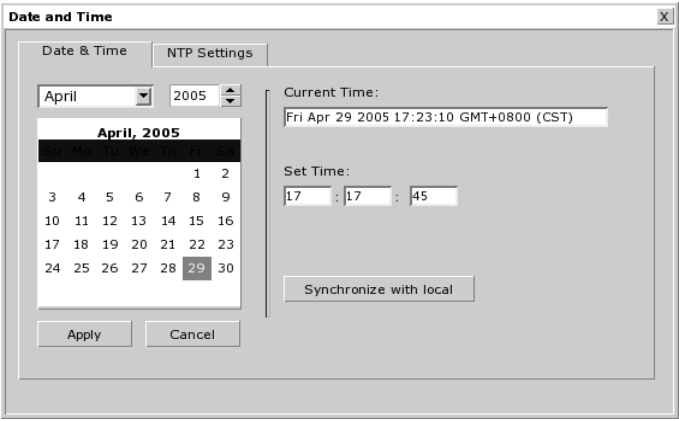 Date and Time X
Date & Time NTP Settings
April 2005
April, 2005
Su Mo Tu We Th Fr Sa
1 2
3 4 5 6 7 8 9
10 11 12 13 14 15 16
17 18 19 20 21 22 23
24 25 26 27 28 29 30
Apply Cancel
Current Time:
Fri Apr 29 2005 17:23:10 GMT+0800 (CST)
Set Time:
17 : 17 : 45
Synchronize with local